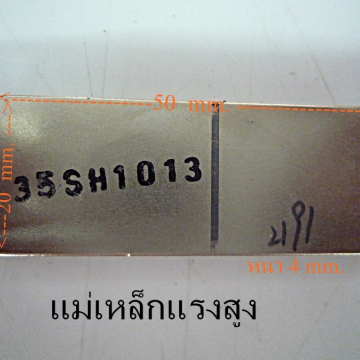 50 mm.
20 mm.
35SH1013
2191
หนา 4 mm.
แม่เหล็กแรงสูง